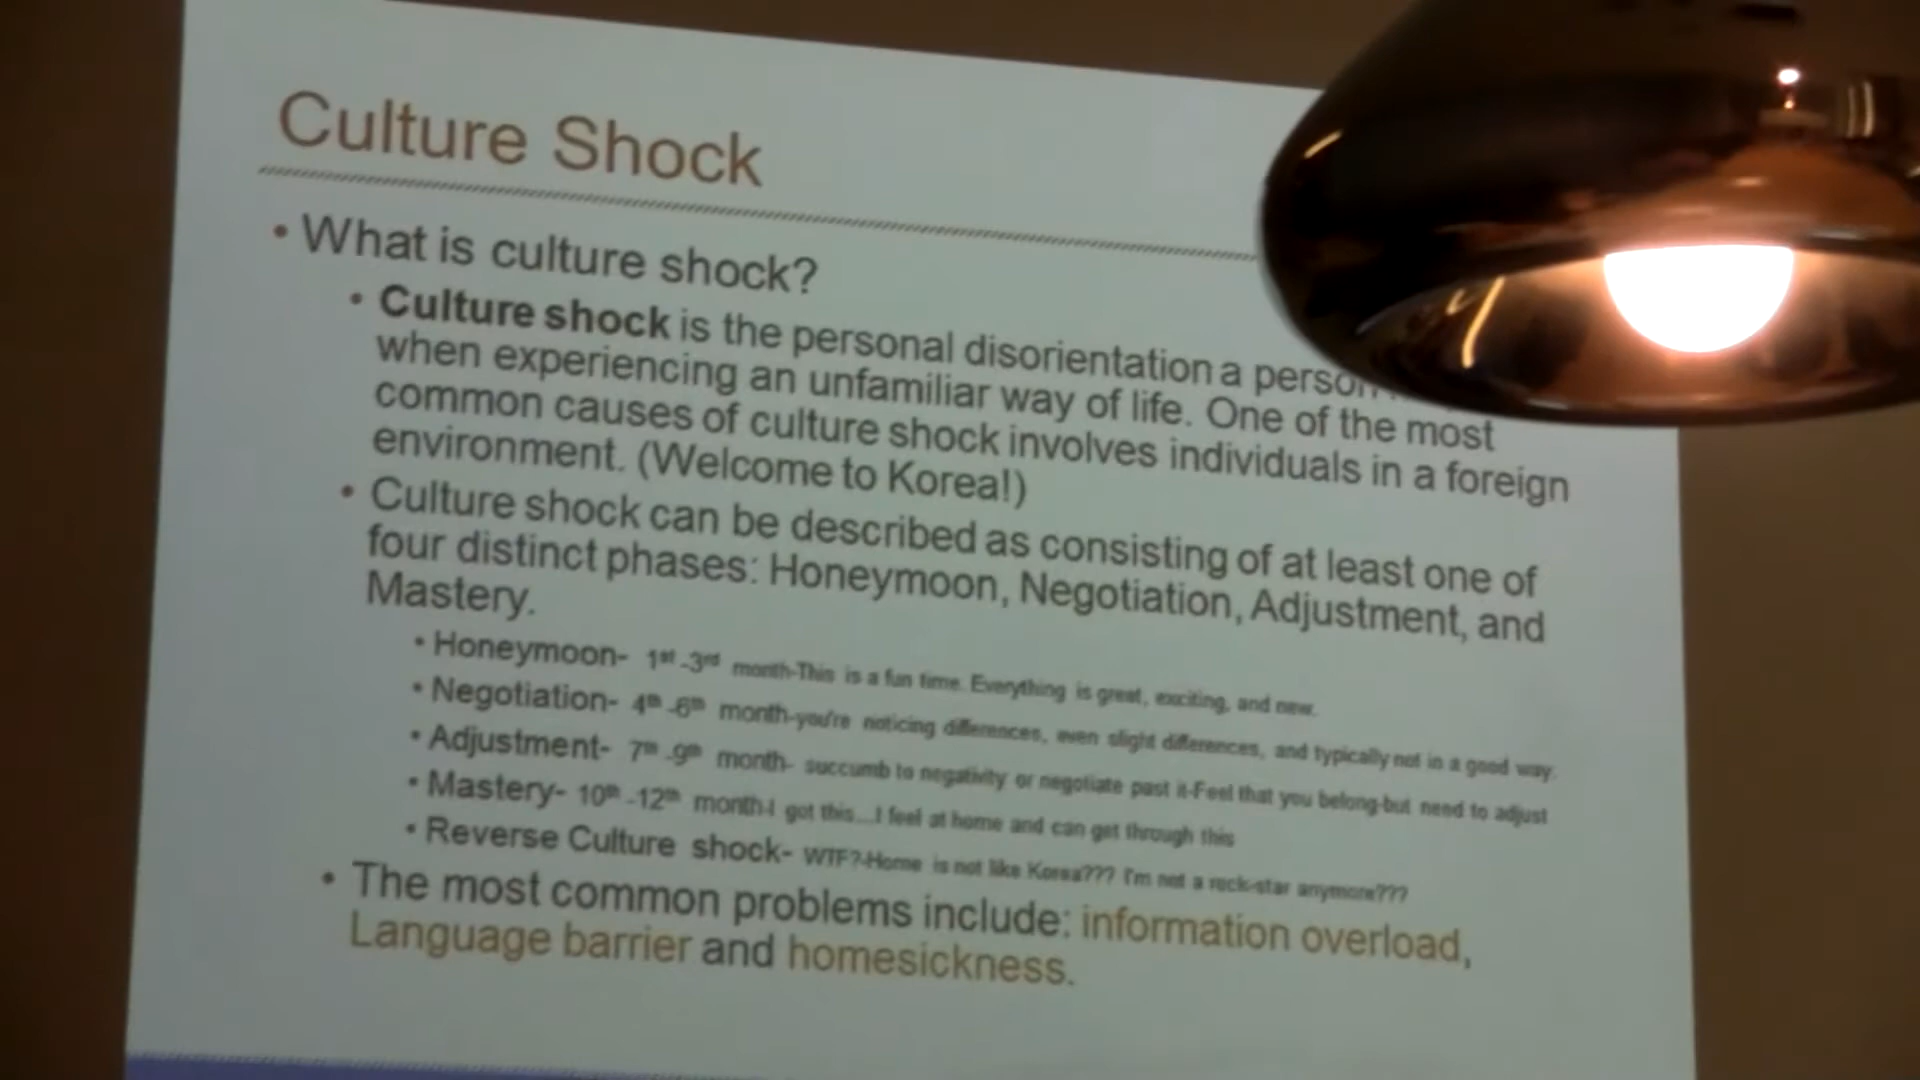 Culture Shock
• What is culture shock?
• Culture shock is the personal disorientation a person
when experiencing an unfamiliar way of life. One of the most
common causes of culture shock involves individuals in a foreign
environment. (Welcome to Korea!)
• Culture shock can be described as consisting of at least one of
four distinct phases: Honeymoon, Negotiation, Adjustment, and
Mastery.
• Honeymoon- 1st -3rd month-This is a fun time. Everything is great, exciting, and new.
• Negotiation- 4th -6th month-you're noticing differences, even slight differences, and typically not in a good way.
• Adjustment- 7th -9th month- succumb to negativity or negotiate past it-Feel that you belong-but need to adjust
• Mastery- 10th -12th month-I got this...I feel at home and can get through this
• Reverse Culture shock- WTF?-Home is not like Korea??? I'm not a rock-star anymore???
• The most common problems include: information overload,
Language barrier and homesickness.